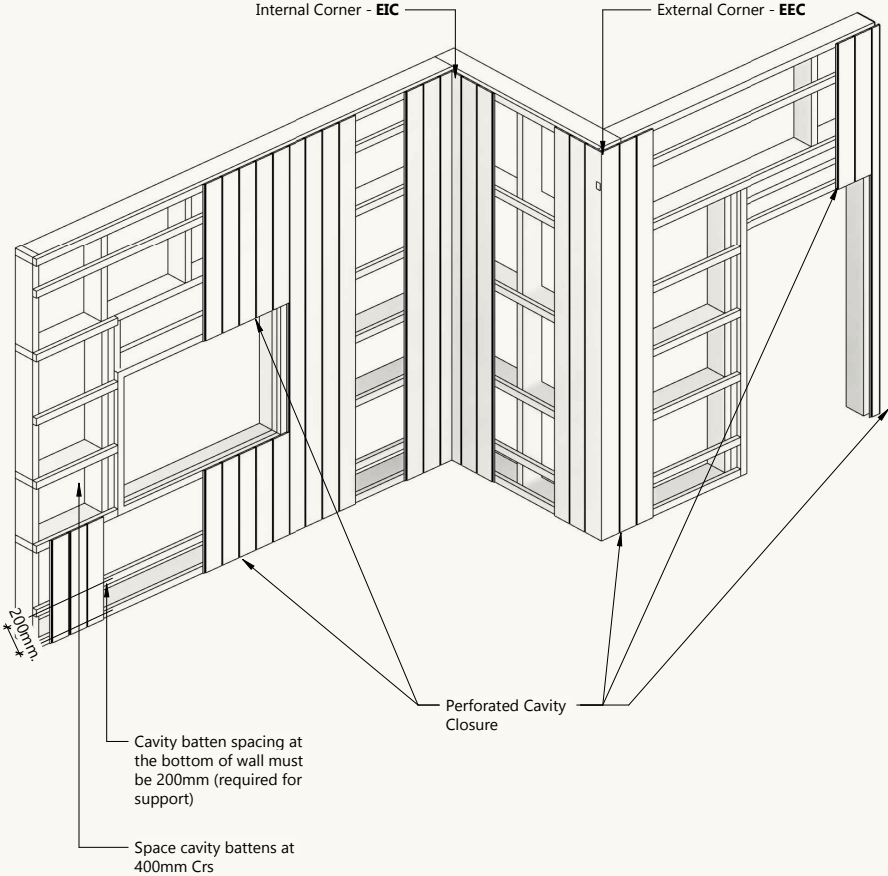 Internal Corner - EIC
External Corner - EEC
200mm.
Perforated Cavity
Closure
Cavity batten spacing at
the bottom of wall must
be 200mm (required for
support)
Space cavity battens at
400mm Crs